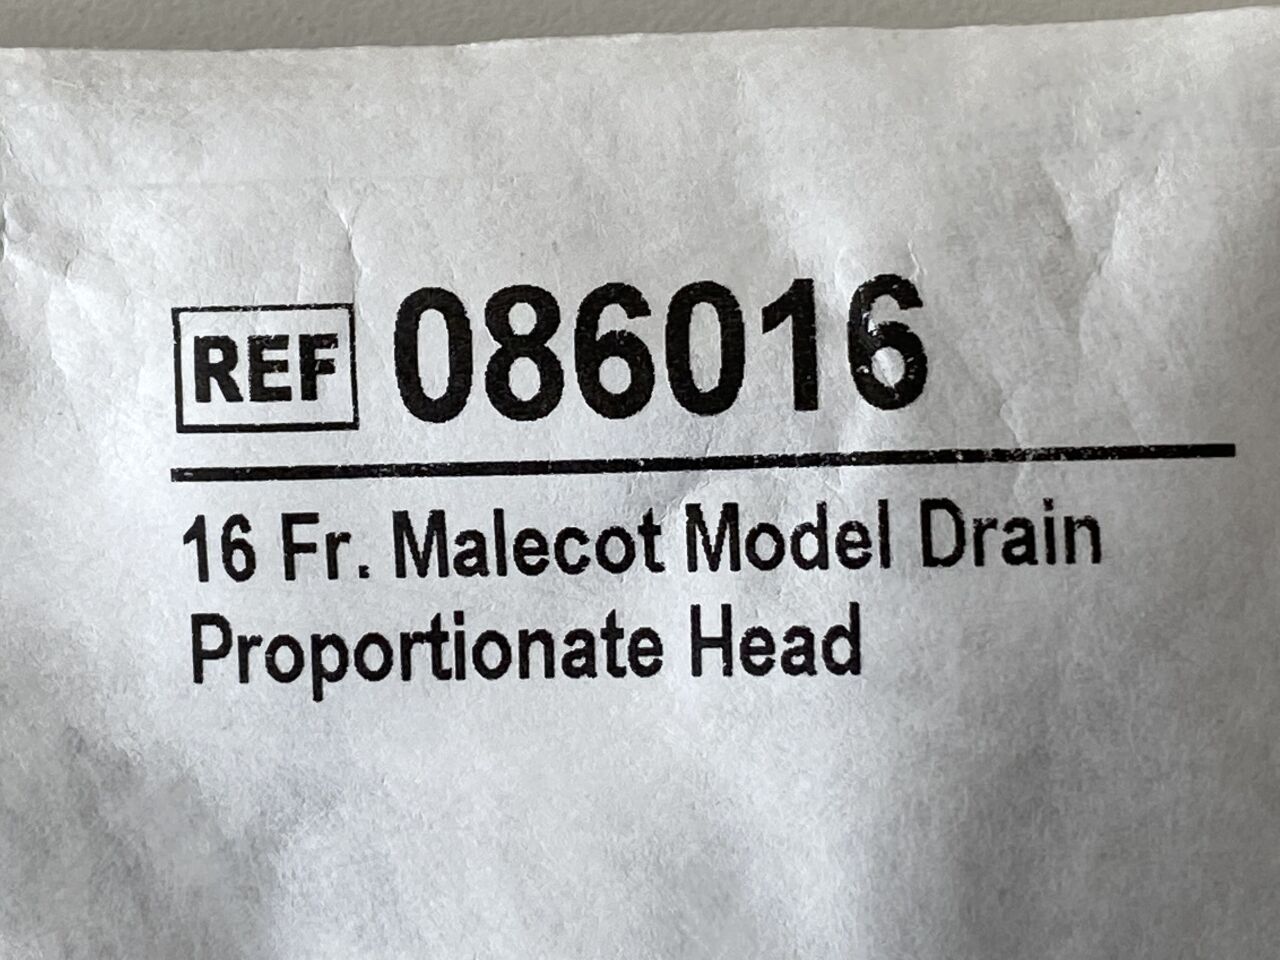 REF 086016
16 Fr. Malecot Model Drain
Proportionate Head